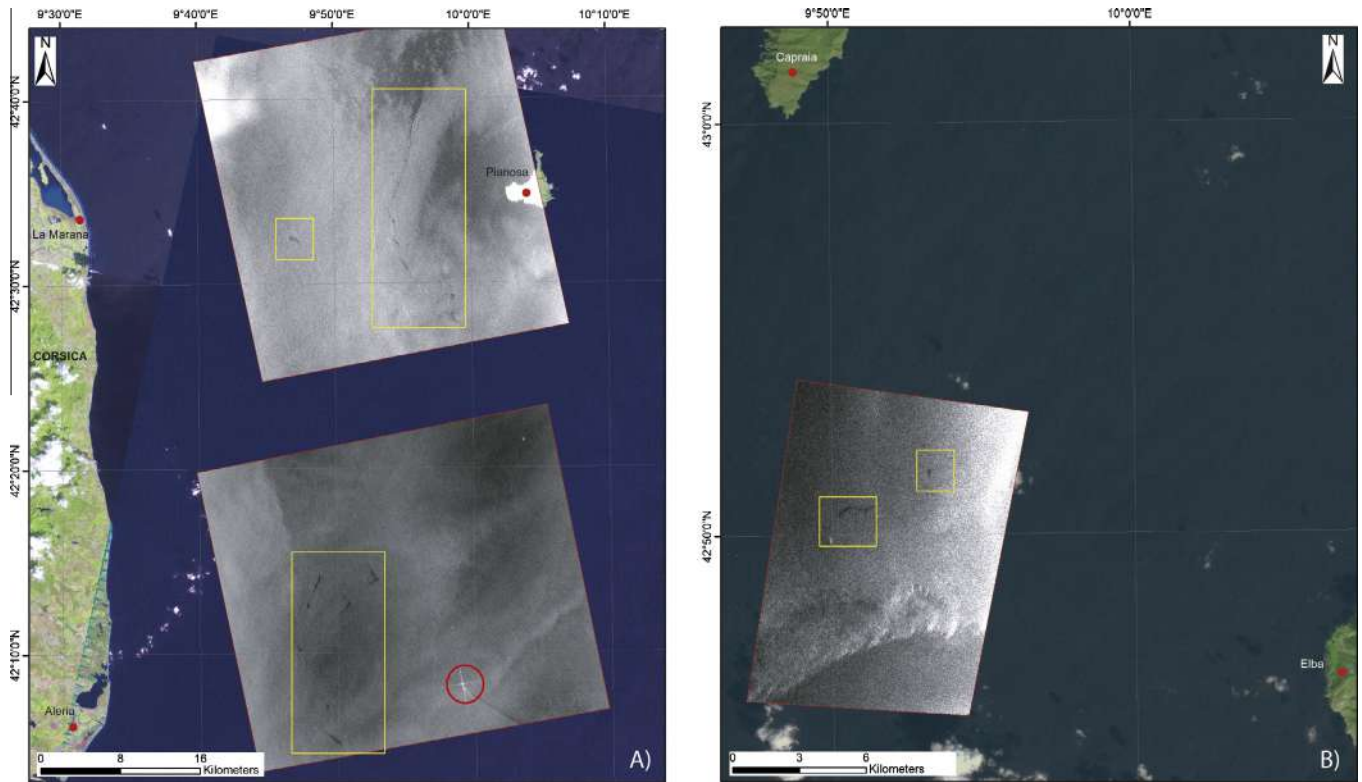 9°30'0"E 9°40'0"E 9°50'0"E 10°0'0"E 10°10'0"E
N
42°40'0"N
Pianosa
La Marana
42°30'0"N
CORSICA
42°20'0"N
42°10'0"N
Aleria
0 8 16
Kilometers
A)
9°50'0"E 10°0'0"E
N
Capraia
43°0'0"N
42°50'0"N
Elba
0 3 6
Kilometers
B)